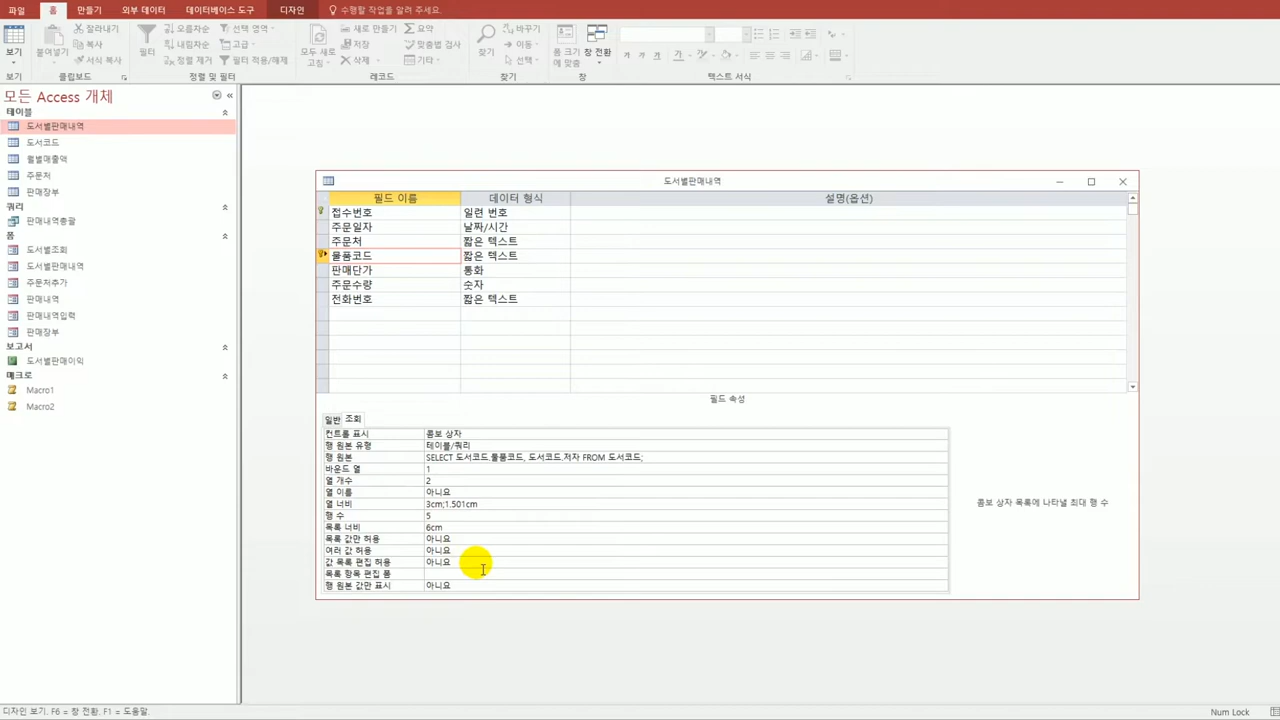 파일 홈 만들기 외부 데이터 데이터베이스 도구 디자인 수행할 작업을 알려 주세요.
보기
붙여넣기
잘라내기
복사
서식 복사
필터
오름차순
내림차순
정렬 제거
선택 영역
고급
필터 적용/해제
모두 새로 고침
새로 만들기
저장
삭제
요약
맞춤법 검사
기타
찾기
바꾸기
이동
선택
폼 크기에 맞춤
창 전환
가 가 가
보기 클립보드 정렬 및 필터 레코드 찾기 창 텍스트 서식
모든 Access 개체
테이블
도서별판매내역
도서코드
월별매출액
주문처
판매장부
쿼리
판매내역총괄
폼
도서별조회
도서별판매내역
주문처추가
판매내역
판매내역입력
판매장부
보고서
도서별판매이익
매크로
Macro1
Macro2
도서별판매내역
필드 이름 데이터 형식 설명(옵션)
접수번호 일련 번호
주문일자 날짜/시간
주문처 짧은 텍스트
물품코드 짧은 텍스트
판매단가 통화
주문수량 숫자
전화번호 짧은 텍스트
필드 속성
일반 조회
컨트롤 표시 콤보 상자
행 원본 유형 테이블/쿼리
행 원본 SELECT 도서코드.물품코드, 도서코드.저자 FROM 도서코드;
바운드 열 1
열 개수 2
열 이름 아니요
열 너비 3cm;1.501cm
행 수 5
목록 너비 6cm
목록 값만 허용 아니요
여러 값 허용 아니요
값 목록 편집 허용 아니요
목록 항목 편집 폼
행 원본 값만 표시 아니요
콤보 상자 목록에 나타낼 최대 행 수
디자인 보기. F6 = 창 전환. F1 = 도움말. Num Lock